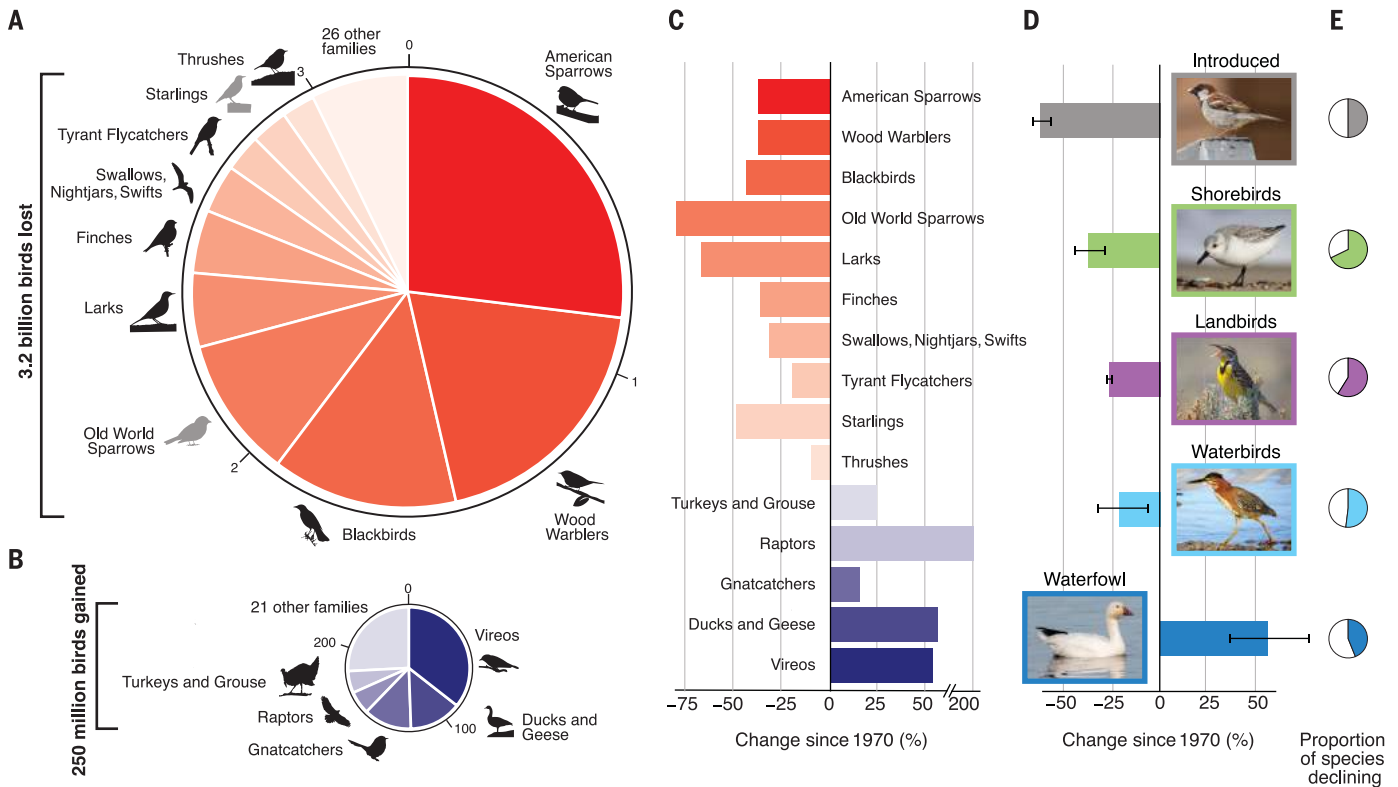 A
3.2 billion birds lost
0
1
2
3
26 other
families
American
Sparrows
Wood
Warblers
Blackbirds
Old World
Sparrows
Larks
Finches
Swallows,
Nightjars, Swifts
Tyrant Flycatchers
Starlings
Thrushes
B
250 million birds gained
0
100
200
21 other families
Vireos
Ducks and
Geese
Gnatcatchers
Raptors
Turkeys and Grouse
C
American Sparrows
Wood Warblers
Blackbirds
Old World Sparrows
Larks
Finches
Swallows, Nightjars, Swifts
Tyrant Flycatchers
Starlings
Thrushes
Turkeys and Grouse
Raptors
Gnatcatchers
Ducks and Geese
Vireos
−75 −50 −25 0 25 50 200
Change since 1970 (%)
D
Introduced
Shorebirds
Landbirds
Waterbirds
Waterfowl
−50 −25 0 25 50
Change since 1970 (%)
E
Proportion
of species
declining